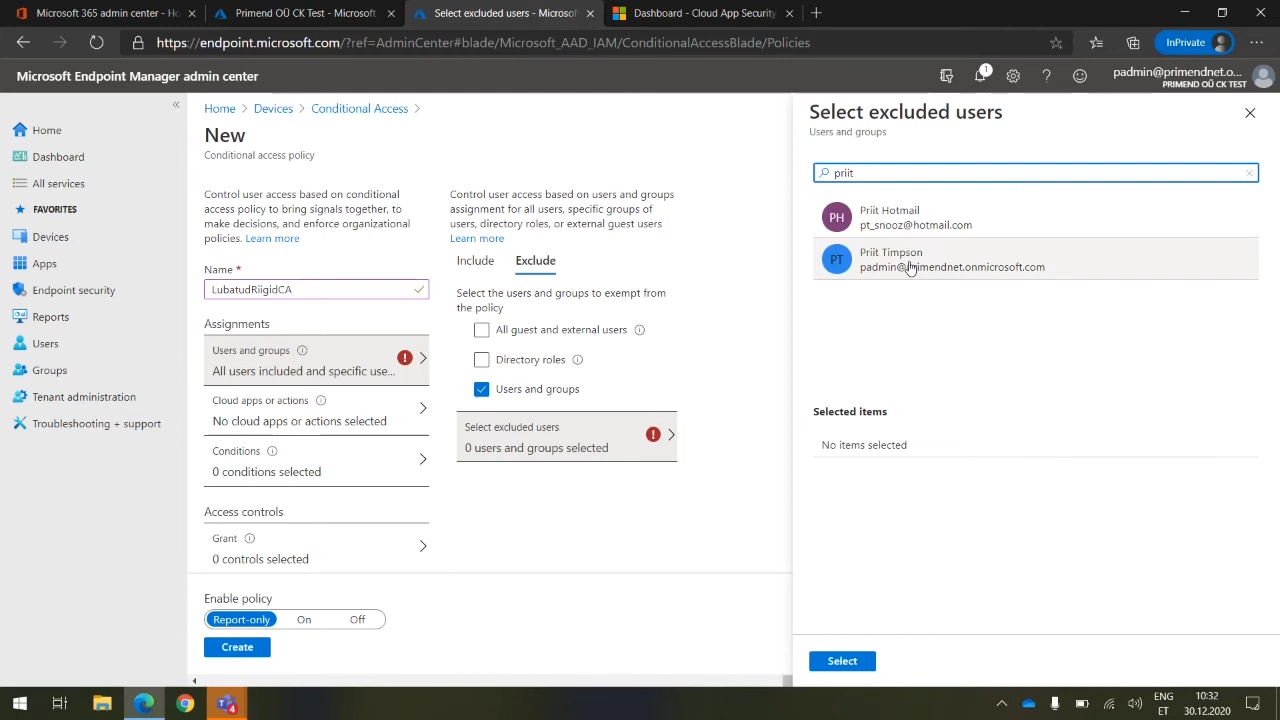 Microsoft 365 admin center - Ho
Primend OÜ CK Test - Microsoft
Select excluded users - Microsof
Dashboard - Cloud App Security
https://endpoint.microsoft.com/?ref=AdminCenter#blade/Microsoft_AAD_IAM/ConditionalAccessBlade/Policies
InPrivate
Microsoft Endpoint Manager admin center
1
padmin@primendnet.o...
PRIMEND OÜ CK TEST
Home
Dashboard
All services
FAVORITES
Devices
Apps
Endpoint security
Reports
Users
Groups
Tenant administration
Troubleshooting + support
Home > Devices > Conditional Access >
New
Conditional access policy
Control user access based on conditional
access policy to bring signals together, to
make decisions, and enforce organizational
policies. Learn more
Name *
LubatudRiigidCA
Assignments
Users and groups
All users included and specific use...
Cloud apps or actions
No cloud apps or actions selected
Conditions
0 conditions selected
Access controls
Grant
0 controls selected
Enable policy
Report-only On Off
Create
Control user access based on users and groups
assignment for all users, specific groups of
users, directory roles, or external guest users
Learn more
Include Exclude
Select the users and groups to exempt from
the policy
All guest and external users
Directory roles
Users and groups
Select excluded users
0 users and groups selected
Select excluded users
Users and groups
priit
PH
Priit Hotmail
pt_snooz@hotmail.com
PT
Priit Timpson
padmin@primendnet.onmicrosoft.com
Selected items
No items selected
Select
4
ENG
ET
10:32
30.12.2020